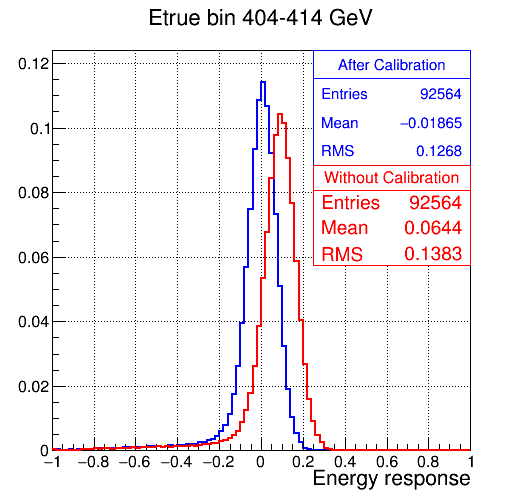 Etrue bin 404-414 GeV
After Calibration
Entries 92564
Mean −0.01865
RMS 0.1268
Without Calibration
Entries 92564
Mean 0.0644
RMS 0.1383
0.12
0.1
0.08
0.06
0.04
0.02
0
−1 −0.8 −0.6 −0.4 −0.2 0 0.2 0.4 0.6 0.8 1
Energy response